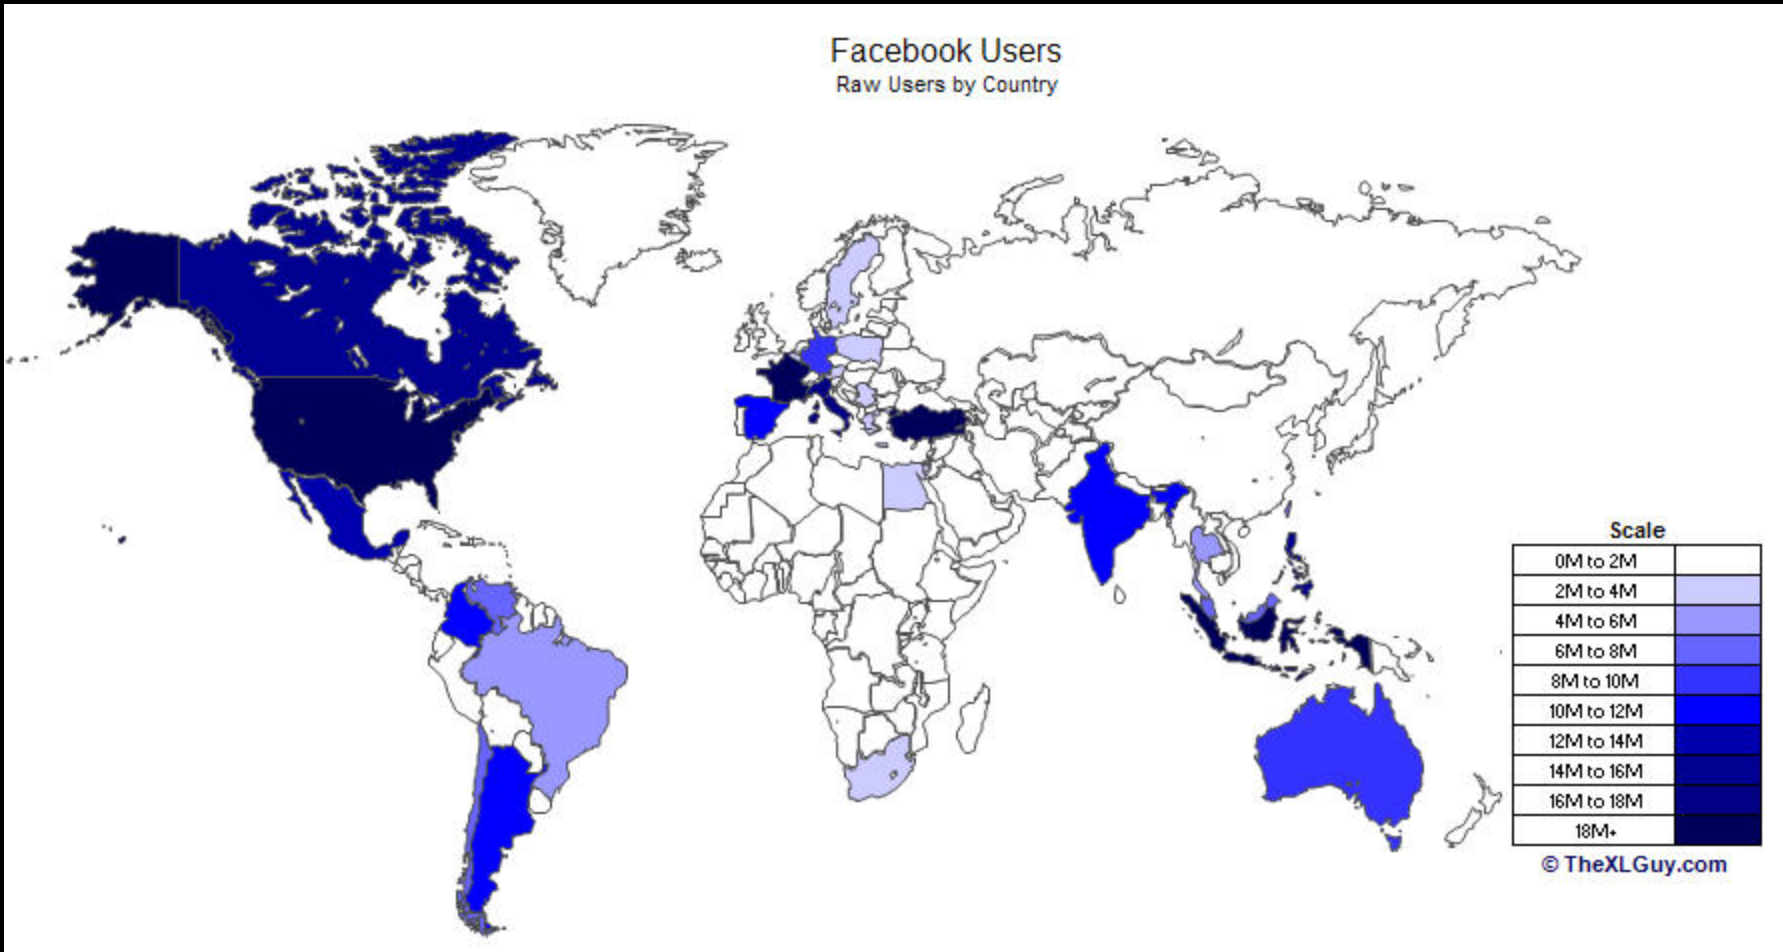 Facebook Users
Raw Users by Country
Scale
0M to 2M
2M to 4M
4M to 6M
6M to 8M
8M to 10M
10M to 12M
12M to 14M
14M to 16M
16M to 18M
18M+
© TheXLGuy.com